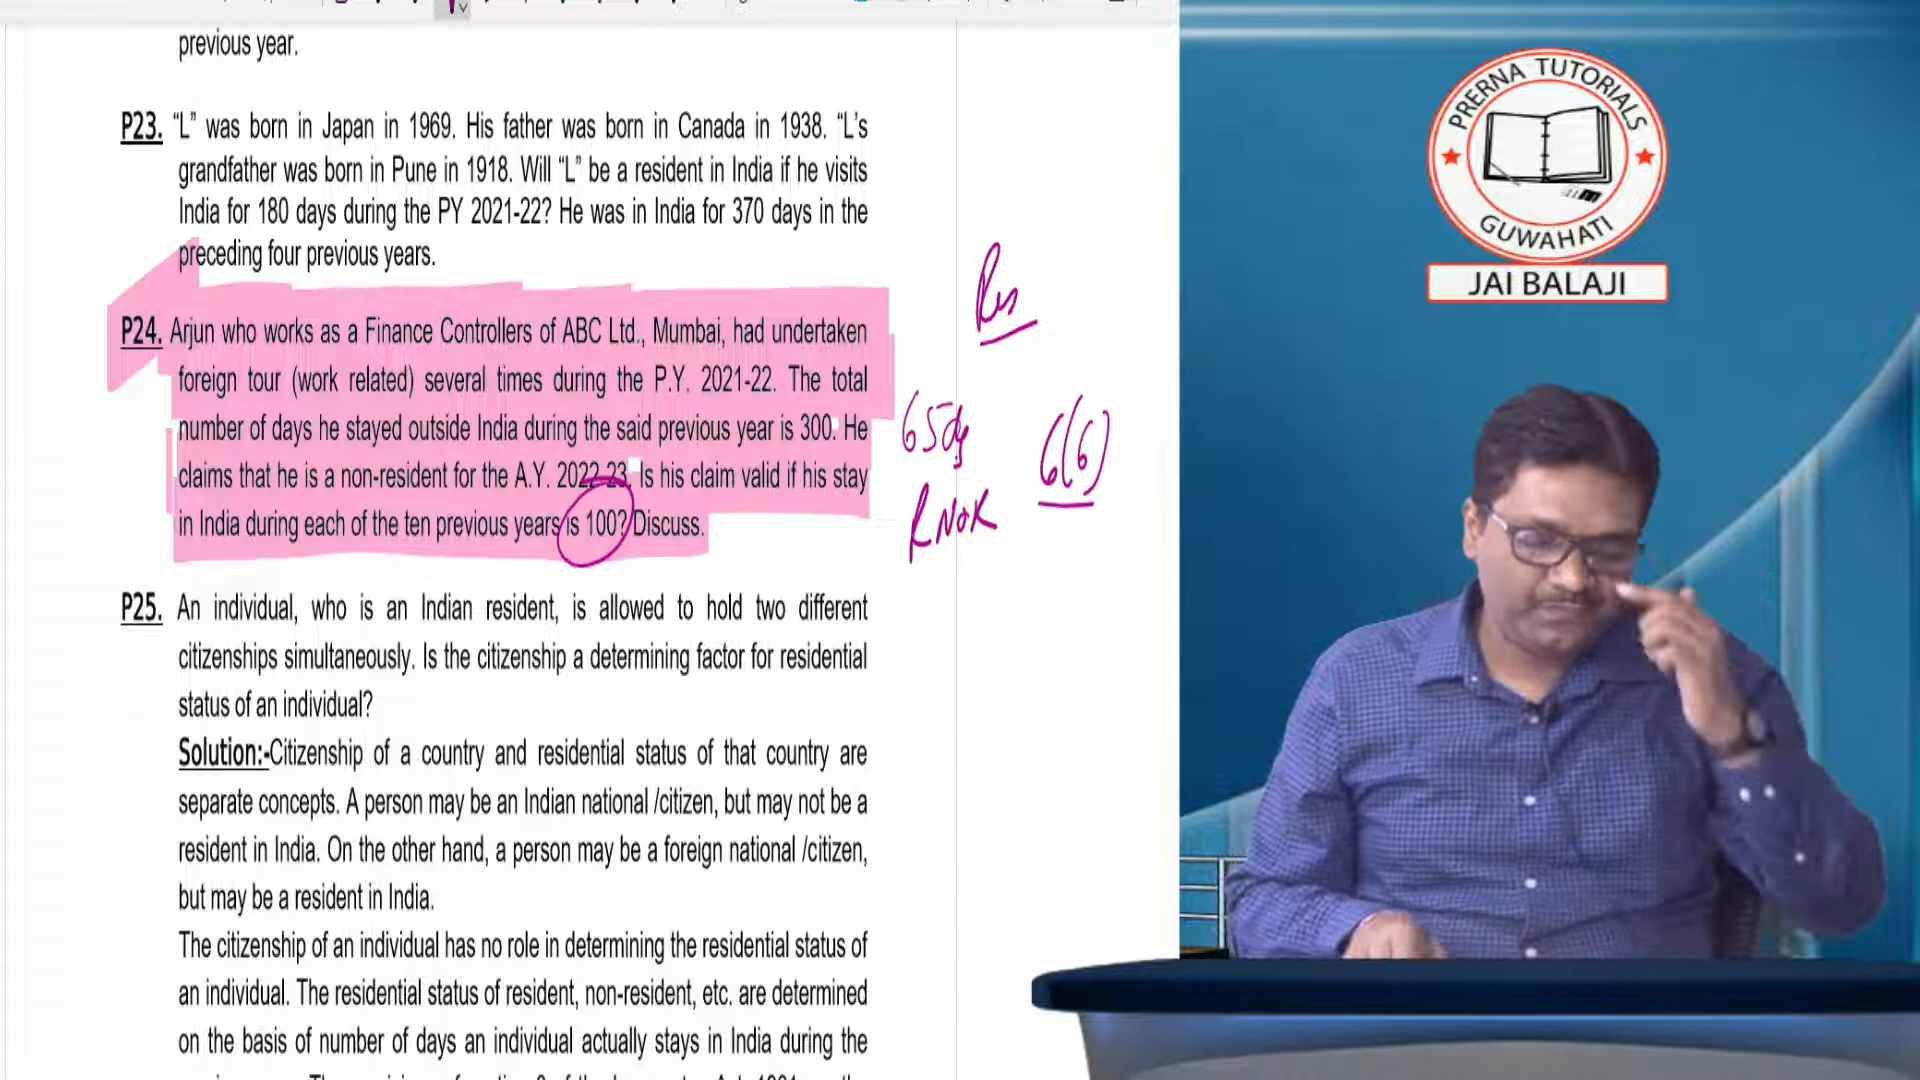 previous year.
P23. “L” was born in Japan in 1969. His father was born in Canada in 1938. “L’s
grandfather was born in Pune in 1918. Will “L” be a resident in India if he visits
India for 180 days during the PY 2021-22? He was in India for 370 days in the
preceding four previous years.
P24. Arjun who works as a Finance Controllers of ABC Ltd., Mumbai, had undertaken
foreign tour (work related) several times during the P.Y. 2021-22. The total
number of days he stayed outside India during the said previous year is 300. He
claims that he is a non-resident for the A.Y. 2022-23. Is his claim valid if his stay
in India during each of the ten previous years is 100? Discuss.
P25. An individual, who is an Indian resident, is allowed to hold two different
citizenships simultaneously. Is the citizenship a determining factor for residential
status of an individual?
Solution:-Citizenship of a country and residential status of that country are
separate concepts. A person may be an Indian national /citizen, but may not be a
resident in India. On the other hand, a person may be a foreign national /citizen,
but may be a resident in India.
The citizenship of an individual has no role in determining the residential status of
an individual. The residential status of resident, non-resident, etc. are determined
on the basis of number of days an individual actually stays in India during the
Res
65dys
6(6)
RNOR
PRERNA TUTORIALS
GUWAHATI
JAI BALAJI